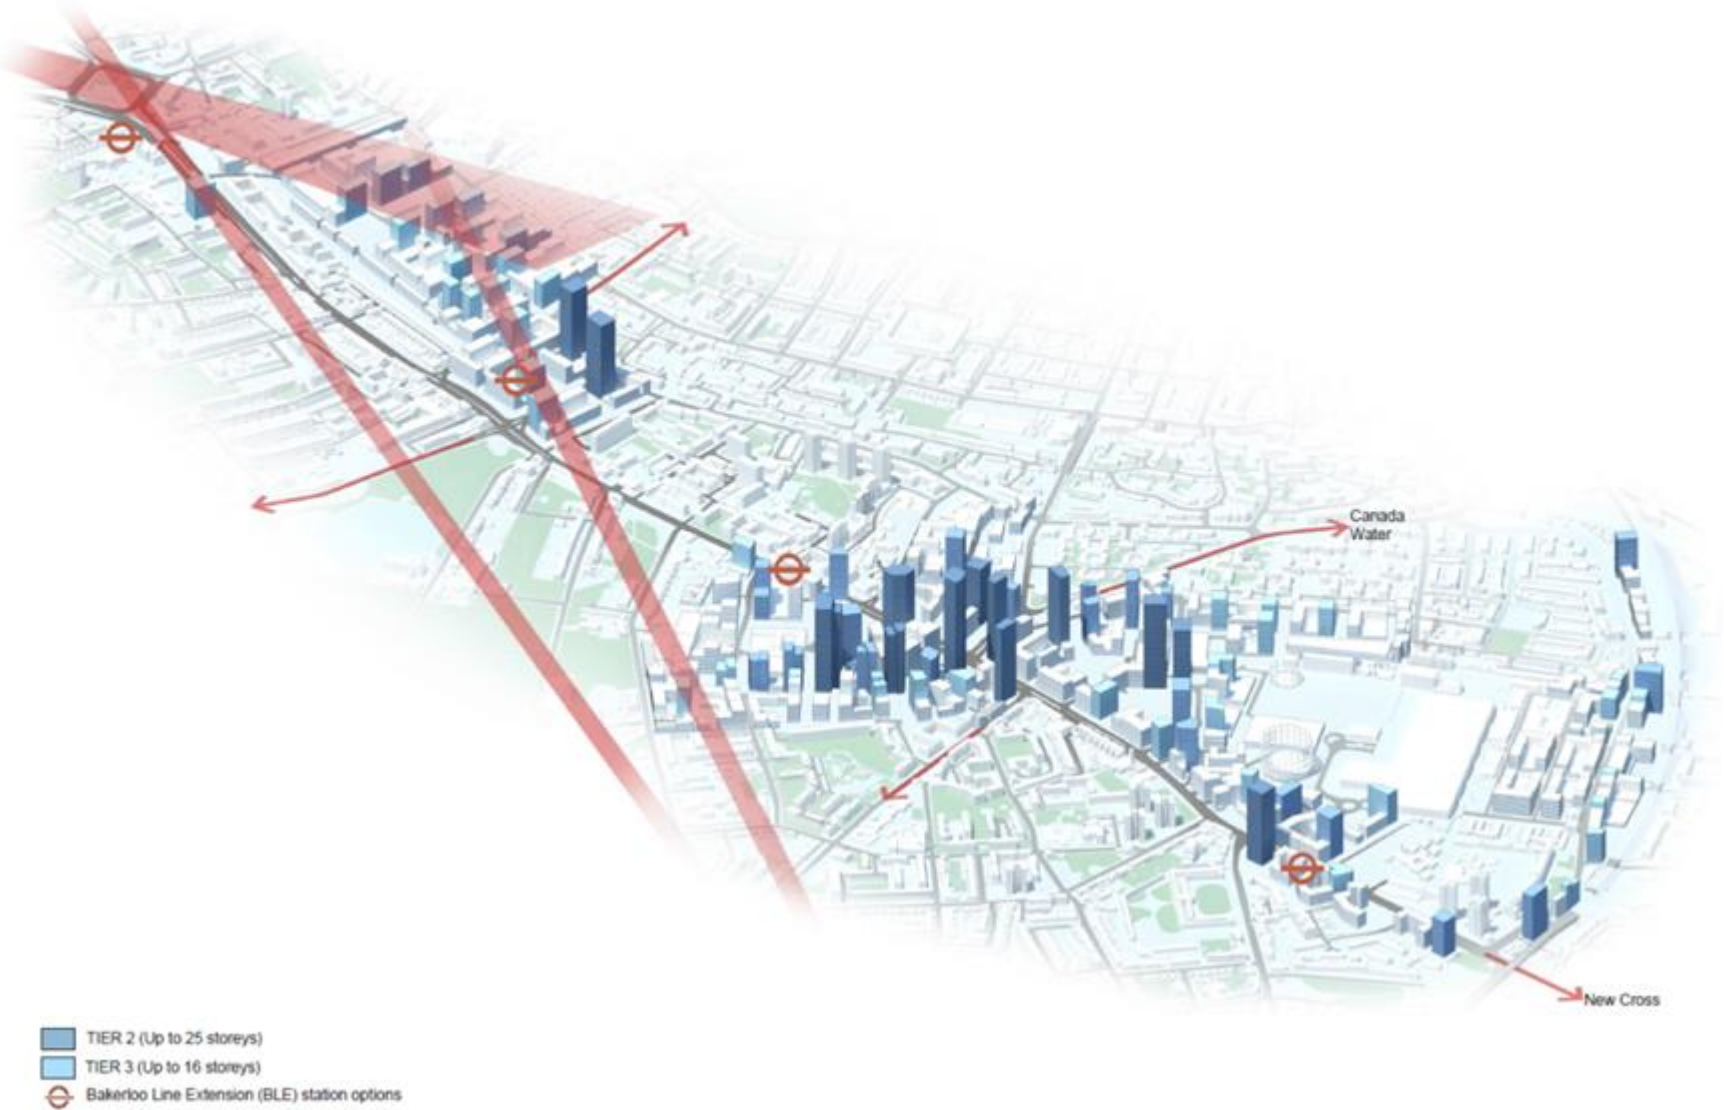 Canada
Water
New Cross
TIER 2 (Up to 25 storeys)
TIER 3 (Up to 16 storeys)
Bakerloo Line Extension (BLE) station options